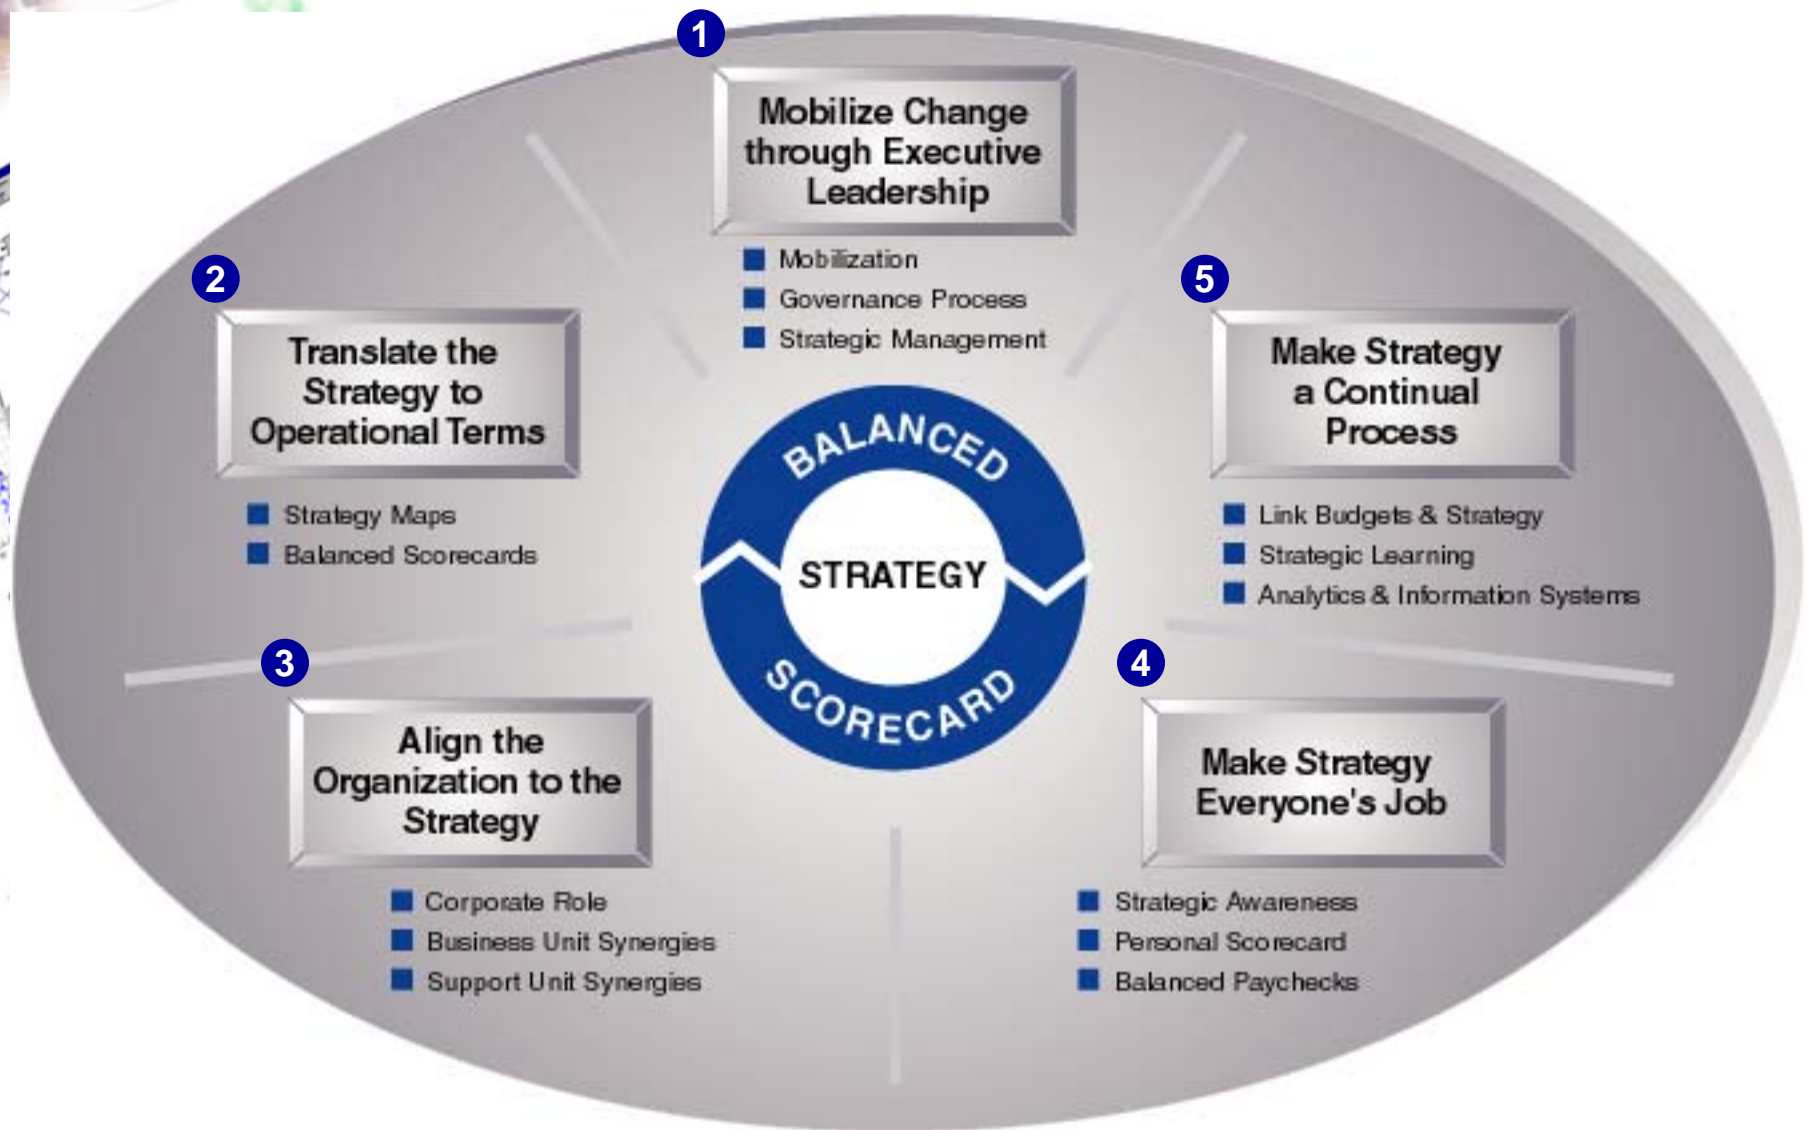 1
Mobilize Change
through Executive
Leadership
Mobilization
Governance Process
Strategic Management
2
Translate the
Strategy to
Operational Terms
Strategy Maps
Balanced Scorecards
3
Align the
Organization to the
Strategy
Corporate Role
Business Unit Synergies
Support Unit Synergies
4
Make Strategy
Everyone's Job
Strategic Awareness
Personal Scorecard
Balanced Paychecks
5
Make Strategy
a Continual
Process
Link Budgets & Strategy
Strategic Learning
Analytics & Information Systems
BALANCED
STRATEGY
SCORECARD